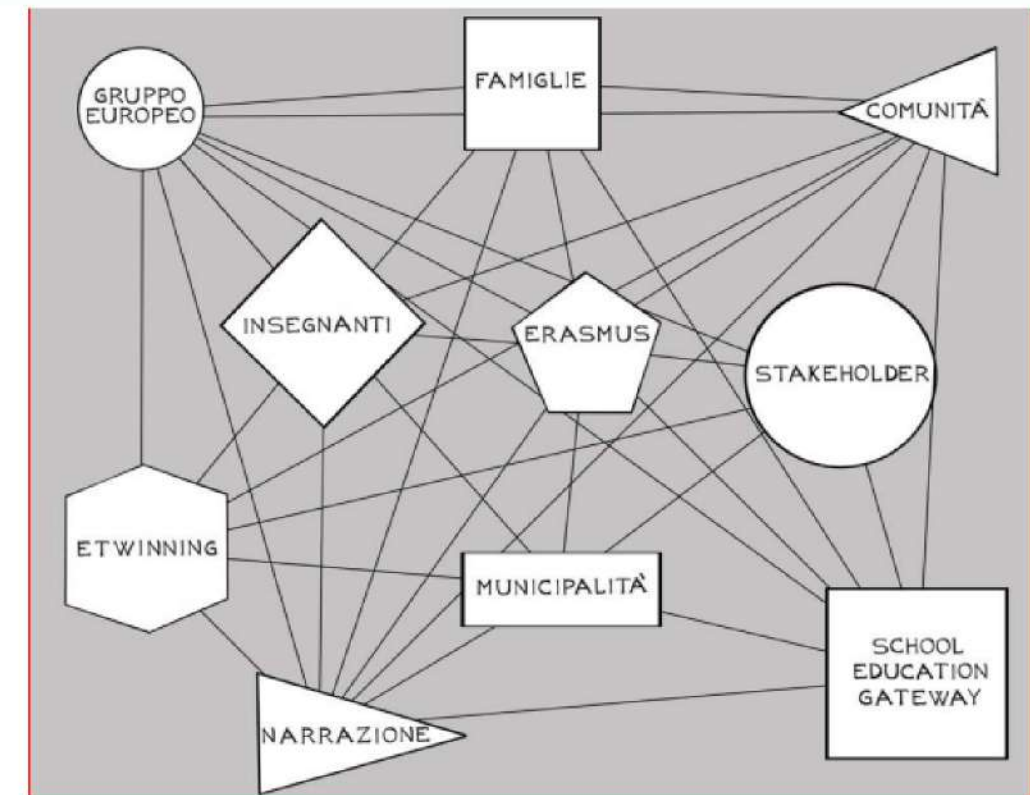 GRUPPO
EUROPEO
FAMIGLIE
COMUNITÀ
INSEGNANTI
ERASMUS
STAKEHOLDER
ETWINNING
MUNICIPALITÀ
SCHOOL
EDUCATION
GATEWAY
NARRAZIONE